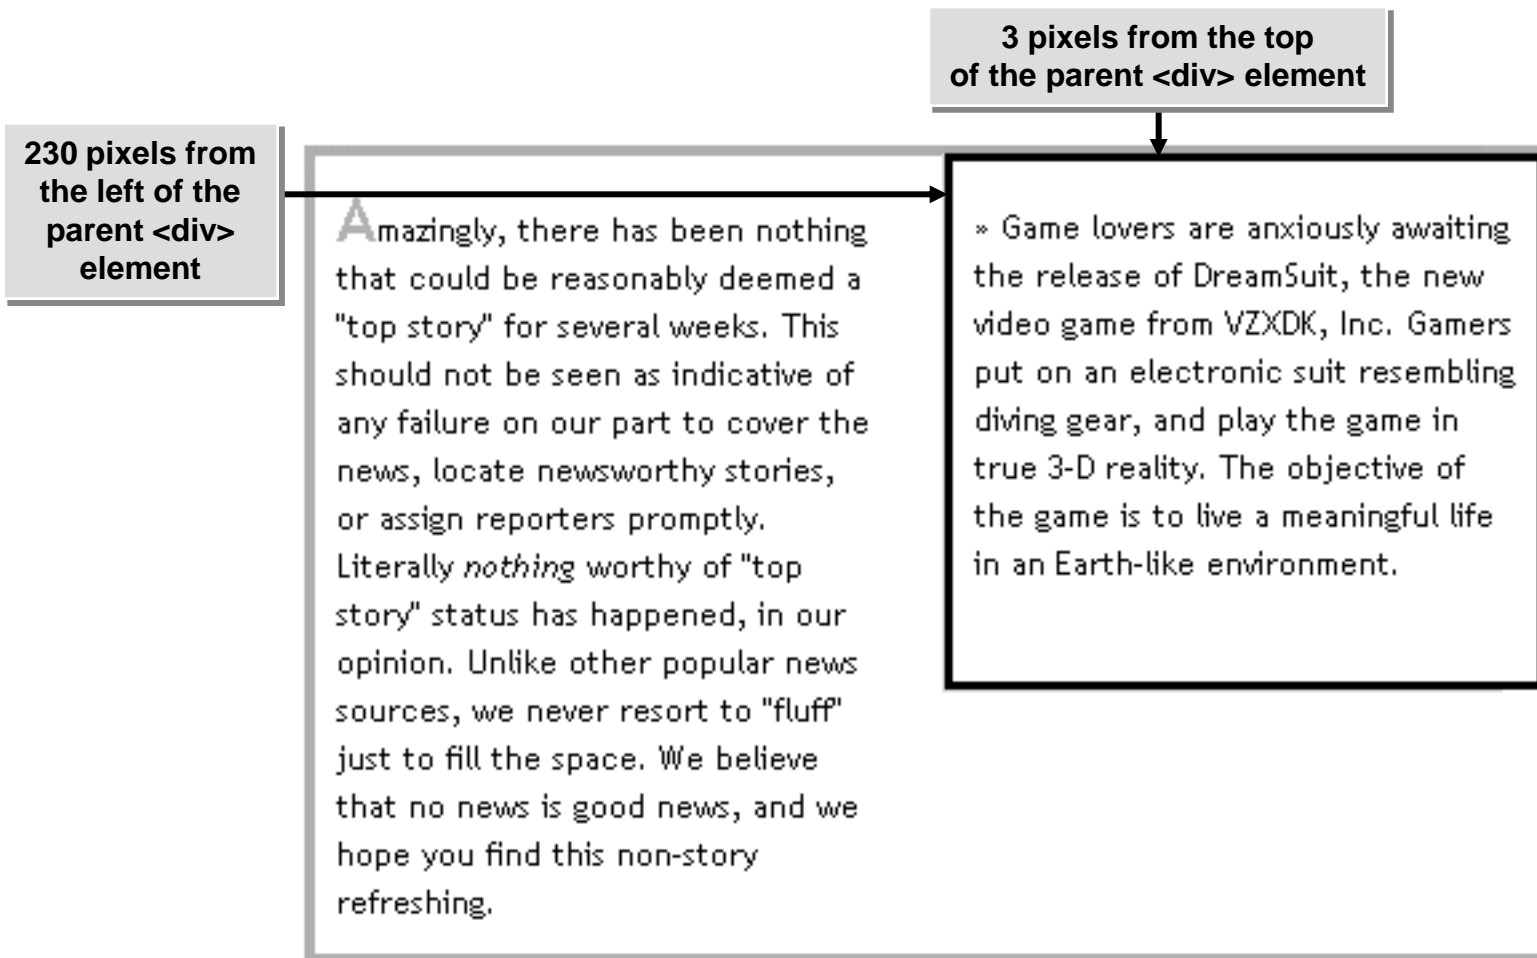 3 pixels from the top
of the parent <div> element
230 pixels from
the left of the
parent <div>
element
Amazingly, there has been nothing
that could be reasonably deemed a
"top story" for several weeks. This
should not be seen as indicative of
any failure on our part to cover the
news, locate newsworthy stories,
or assign reporters promptly.
Literally nothing worthy of "top
story" status has happened, in our
opinion. Unlike other popular news
sources, we never resort to "fluff"
just to fill the space. We believe
that no news is good news, and we
hope you find this non-story
refreshing.
» Game lovers are anxiously awaiting
the release of DreamSuit, the new
video game from VZXDK, Inc. Gamers
put on an electronic suit resembling
diving gear, and play the game in
true 3-D reality. The objective of
the game is to live a meaningful life
in an Earth-like environment.